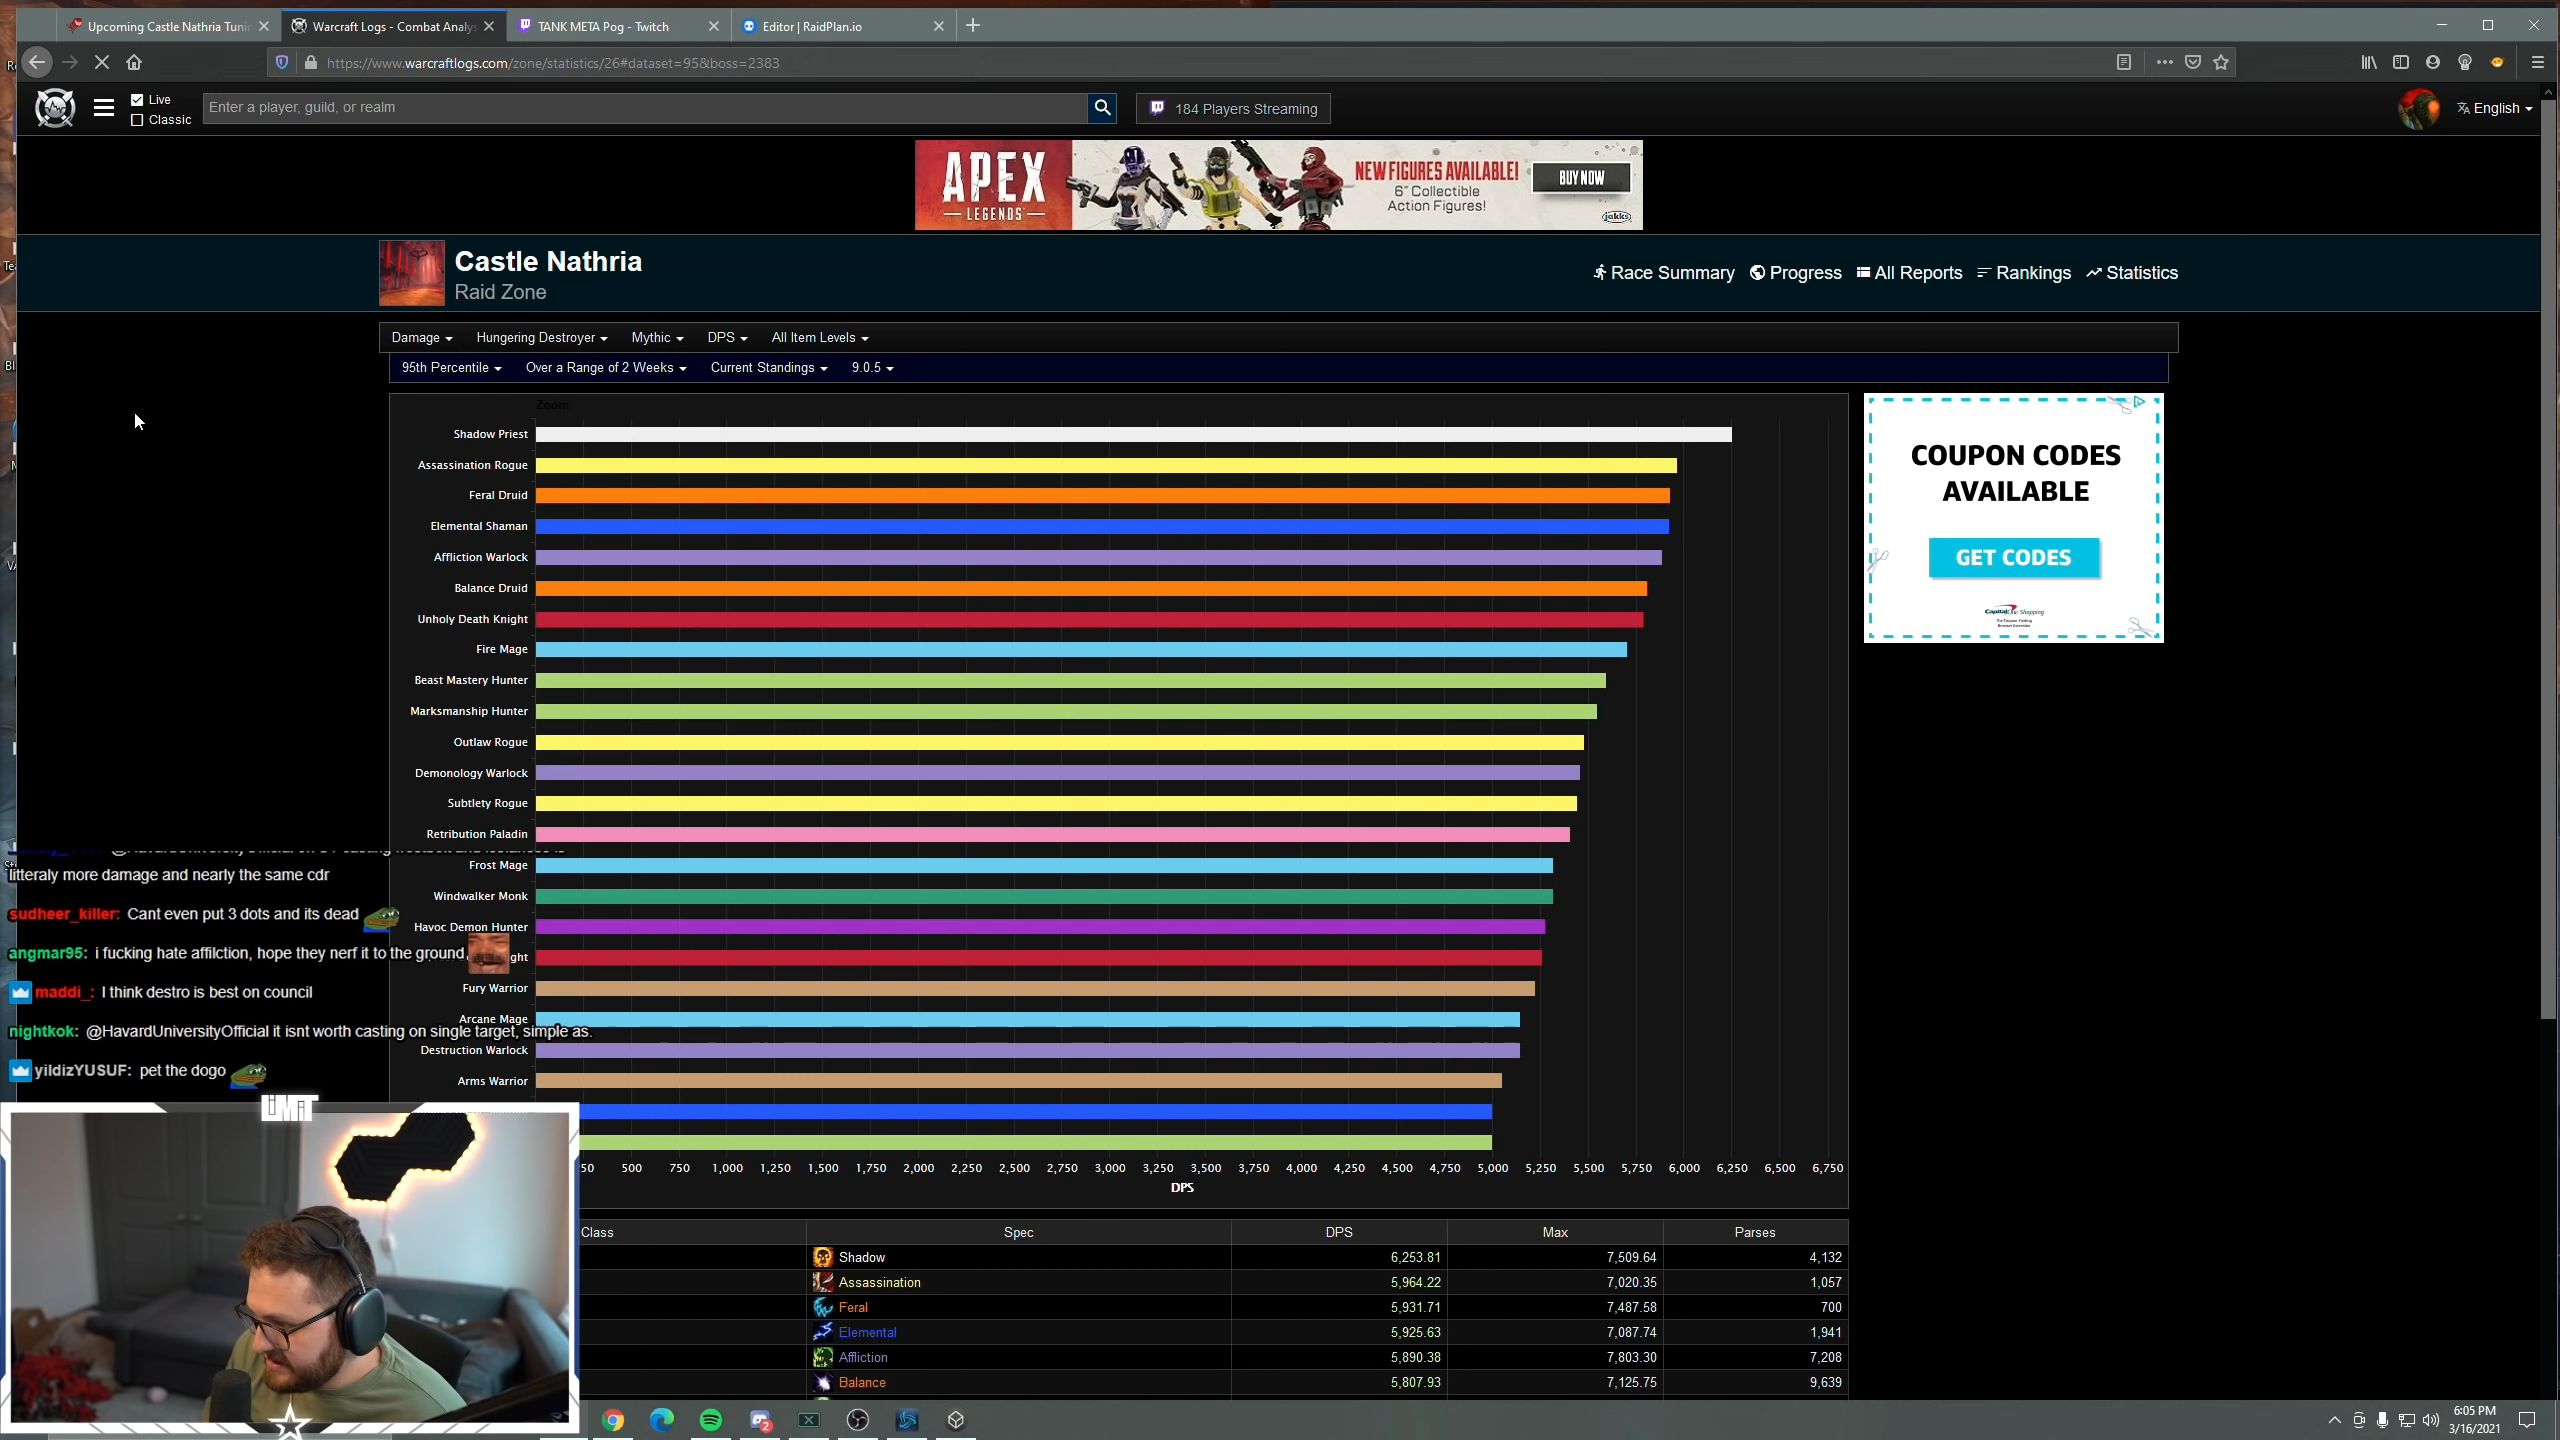 Upcoming Castle Nathria Tuni
Warcraft Logs - Combat Analys
TANK META Pog - Twitch
Editor | RaidPlan.io
https://www.warcraftlogs.com/zone/statistics/26#dataset=95&boss=2383
Live
Classic
Enter a player, guild, or realm
184 Players Streaming
English
APEX
LEGENDS
NEW FIGURES AVAILABLE!
6" Collectible
Action Figures!
BUY NOW
jakks
Castle Nathria
Raid Zone
Race Summary
Progress
All Reports
Rankings
Statistics
Damage
Hungering Destroyer
Mythic
DPS
All Item Levels
95th Percentile
Over a Range of 2 Weeks
Current Standings
9.0.5
Zoom
Shadow Priest
Assassination Rogue
Feral Druid
Elemental Shaman
Affliction Warlock
Balance Druid
Unholy Death Knight
Fire Mage
Beast Mastery Hunter
Marksmanship Hunter
Outlaw Rogue
Demonology Warlock
Subtlety Rogue
Retribution Paladin
Frost Mage
Windwalker Monk
Havoc Demon Hunter
ght
Fury Warrior
Arcane Mage
Destruction Warlock
Arms Warrior
50 500 750 1,000 1,250 1,500 1,750 2,000 2,250 2,500 2,750 3,000 3,250 3,500 3,750 4,000 4,250 4,500 4,750 5,000 5,250 5,500 5,750 6,000 6,250 6,500 6,750
DPS
COUPON CODES
AVAILABLE
GET CODES
Capital One Shopping
litteraly more damage and nearly the same cdr
sudheer_killer: Cant even put 3 dots and its dead
angmar95: i fucking hate affilction, hope they nerf it to the ground
maddi_: I think destro is best on council
nightkok: @HavardUniversityOfficial it isnt worth casting on single target, simple as.
yildizYUSUF: pet the dogo
LIMIT
Class Spec DPS Max Parses
Shadow 6,253.81 7,509.64 4,132
Assassination 5,964.22 7,020.35 1,057
Feral 5,931.71 7,487.58 700
Elemental 5,925.63 7,087.74 1,941
Affliction 5,890.38 7,803.30 7,208
Balance 5,807.93 7,125.75 9,639
2
6:05 PM
3/16/2021